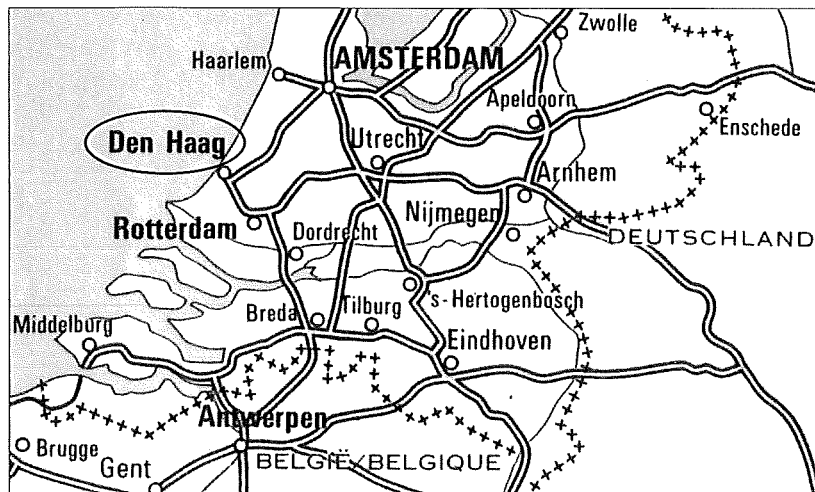 Zwolle
Haarlem
AMSTERDAM
Apeldoorn
Enschede
Den Haag
Utrecht
Arnhem
Rotterdam
Nijmegen
Dordrecht
DEUTSCHLAND
's-Hertogenbosch
Breda
Tilburg
Middelburg
Eindhoven
Antwerpen
Brugge
Gent
BELGIË/BELGIQUE